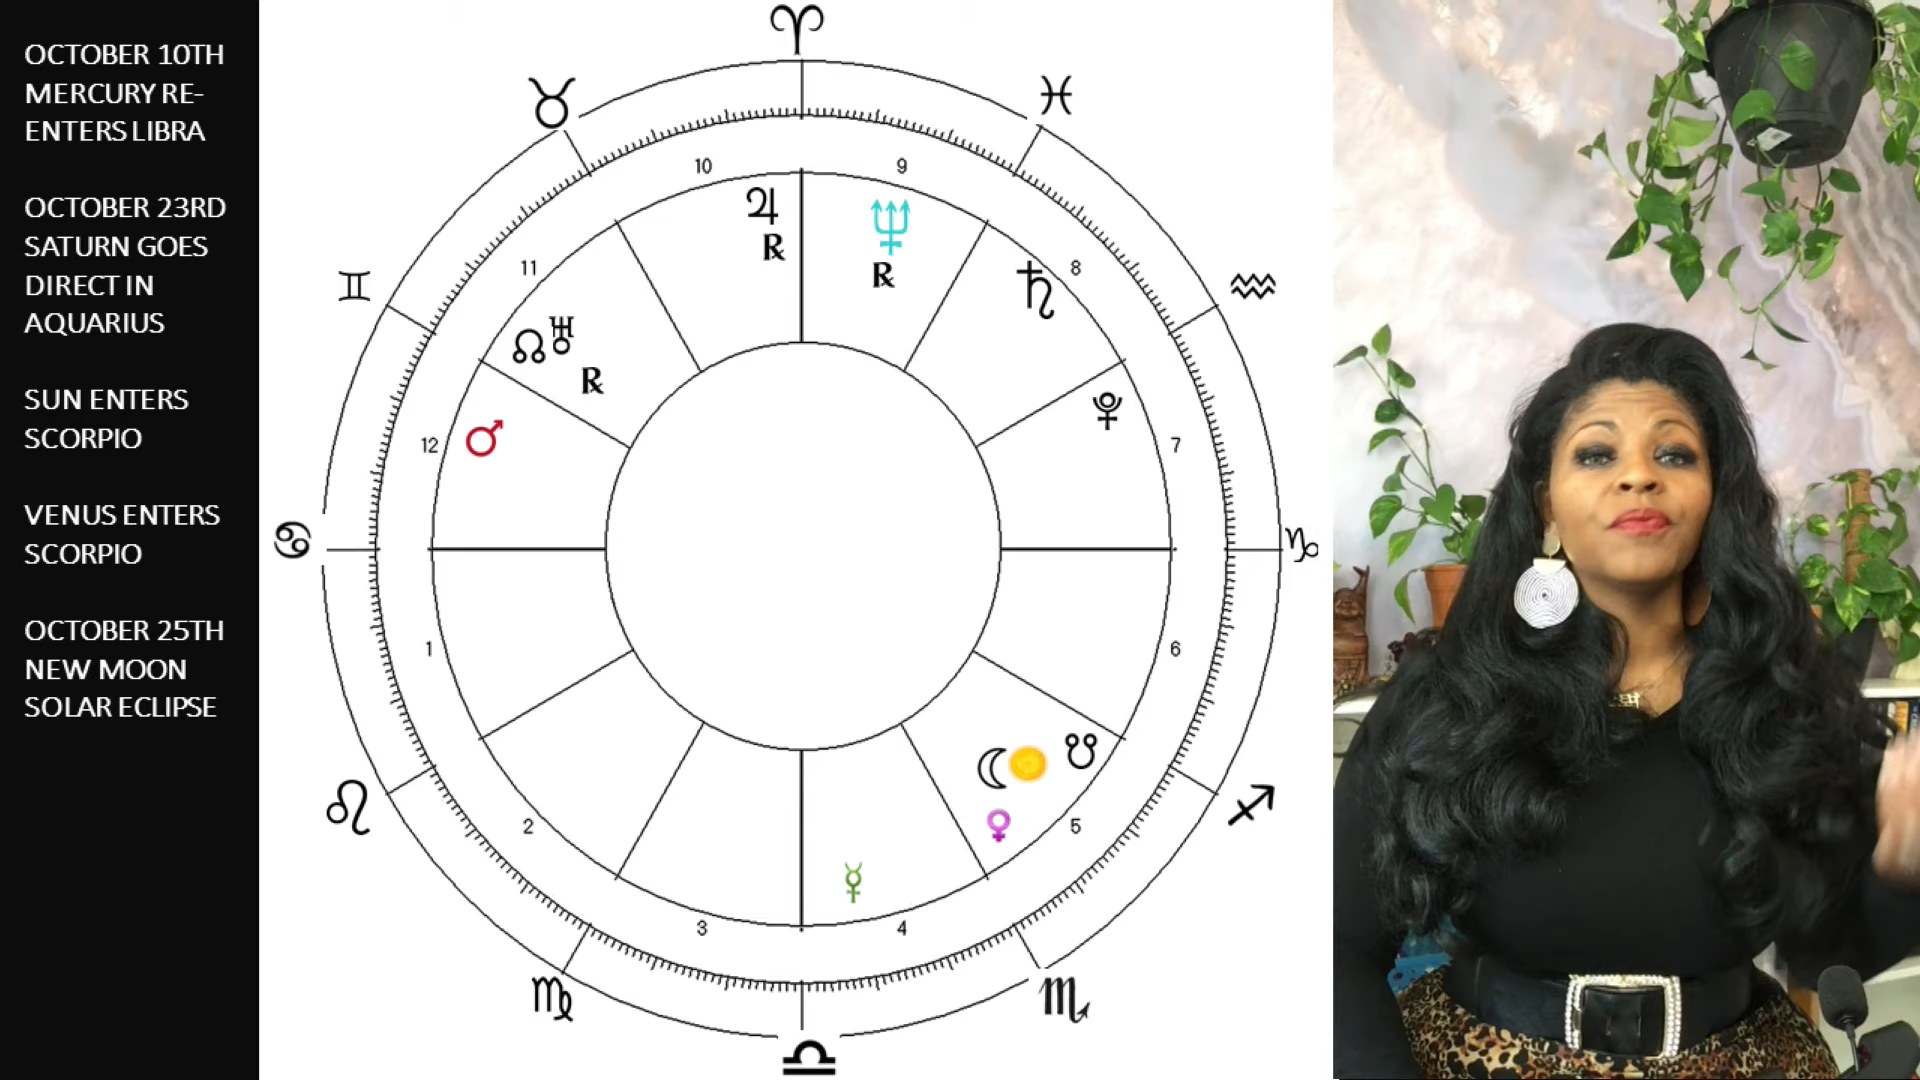 OCTOBER 10TH
MERCURY RE-
ENTERS LIBRA
OCTOBER 23RD
SATURN GOES
DIRECT IN
AQUARIUS
SUN ENTERS
SCORPIO
VENUS ENTERS
SCORPIO
OCTOBER 25TH
NEW MOON
SOLAR ECLIPSE
♈
♉ ♓
10 9
♃ ♆
℞ ℞
11 8
♄
♊ ♒
☊ ♅
℞
♇
12 ♂ 7
♋ ♑
1 6
☾ ☋
♌ ♐
2 ♀ 5
☿
3 4
♍ ♏
♎